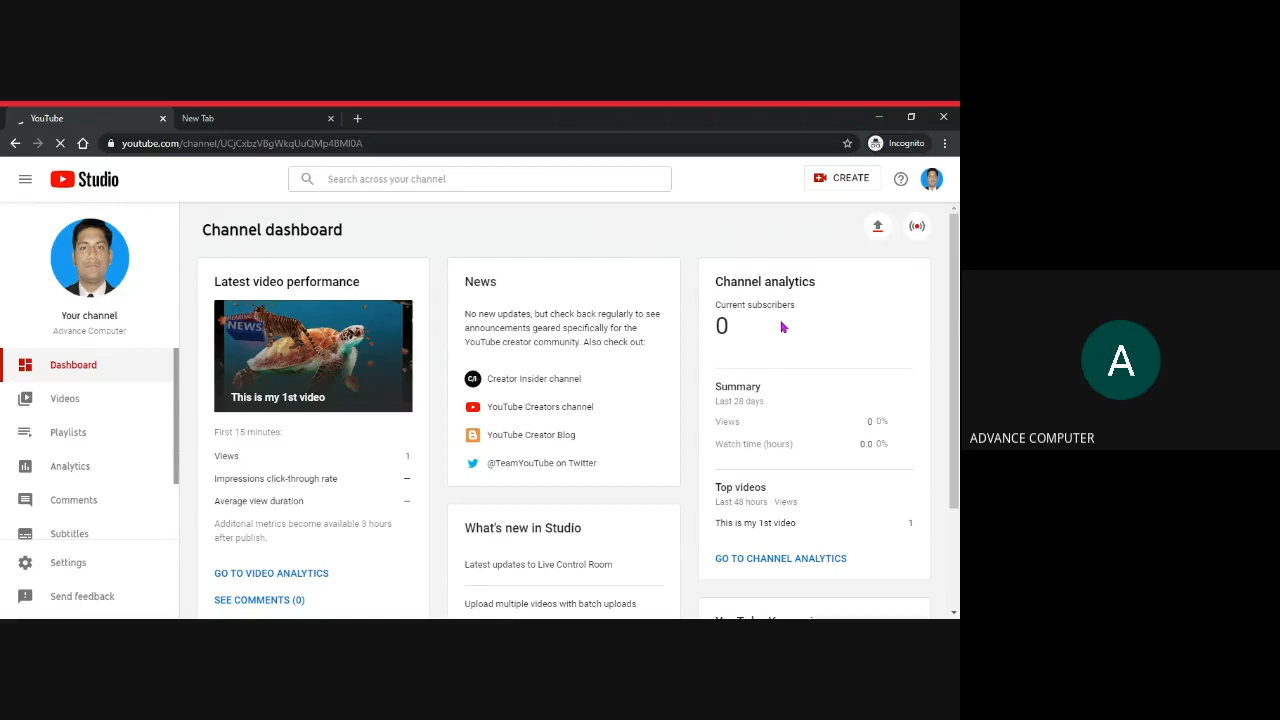 YouTube
New Tab
youtube.com/channel/UCjCxbzVBgWkqUuQMp48MI0A
Incognito
Studio
Search across your channel
CREATE
Your channel
Advance Computer
Dashboard
Videos
Playlists
Analytics
Comments
Subtitles
Settings
Send feedback
Channel dashboard
Latest video performance
NEWS
This is my 1st video
First 15 minutes:
Views 1
Impressions click-through rate —
Average view duration —
Additonal metrics become available 3 hours
after publish.
GO TO VIDEO ANALYTICS
SEE COMMENTS (0)
News
No new updates, but check back regularly to see
announcements geared specifically for the
YouTube creator community. Also check out:
Creator Insider channel
YouTube Creators channel
YouTube Creator Blog
@TeamYouTube on Twitter
What's new in Studio
Latest updates to Live Control Room
Upload multiple videos with batch uploads
Channel analytics
Current subscribers
0
Summary
Last 28 days
Views 0 0%
Watch time (hours) 0.0 0%
Top videos
Last 48 hours · Views
This is my 1st video 1
GO TO CHANNEL ANALYTICS
A
ADVANCE COMPUTER